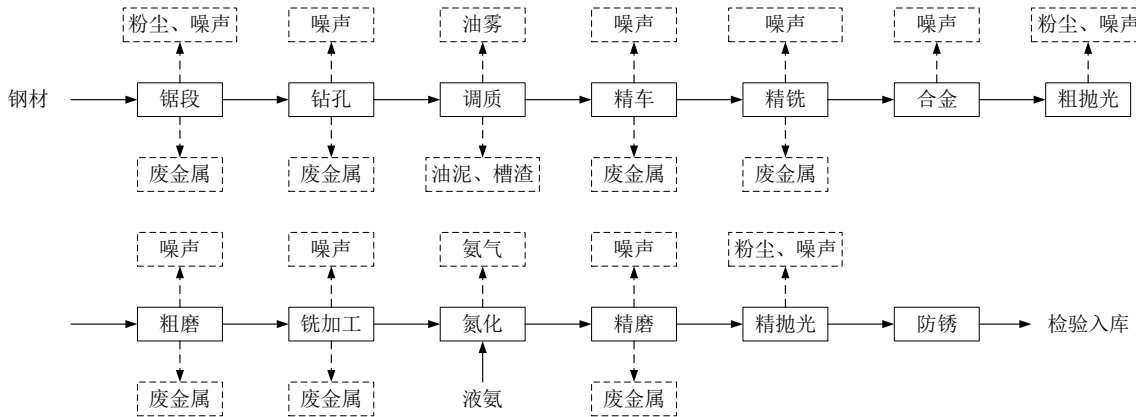 粉尘、噪声 噪声 油雾 噪声 噪声 噪声 粉尘、噪声
钢材 锯段 钻孔 调质 精车 精铣 合金 粗抛光
废金属 废金属 油泥、槽渣 废金属 废金属
噪声 噪声 氨气 噪声 粉尘、噪声
粗磨 铣加工 氮化 精磨 精抛光 防锈 检验入库
废金属 废金属 液氨 废金属